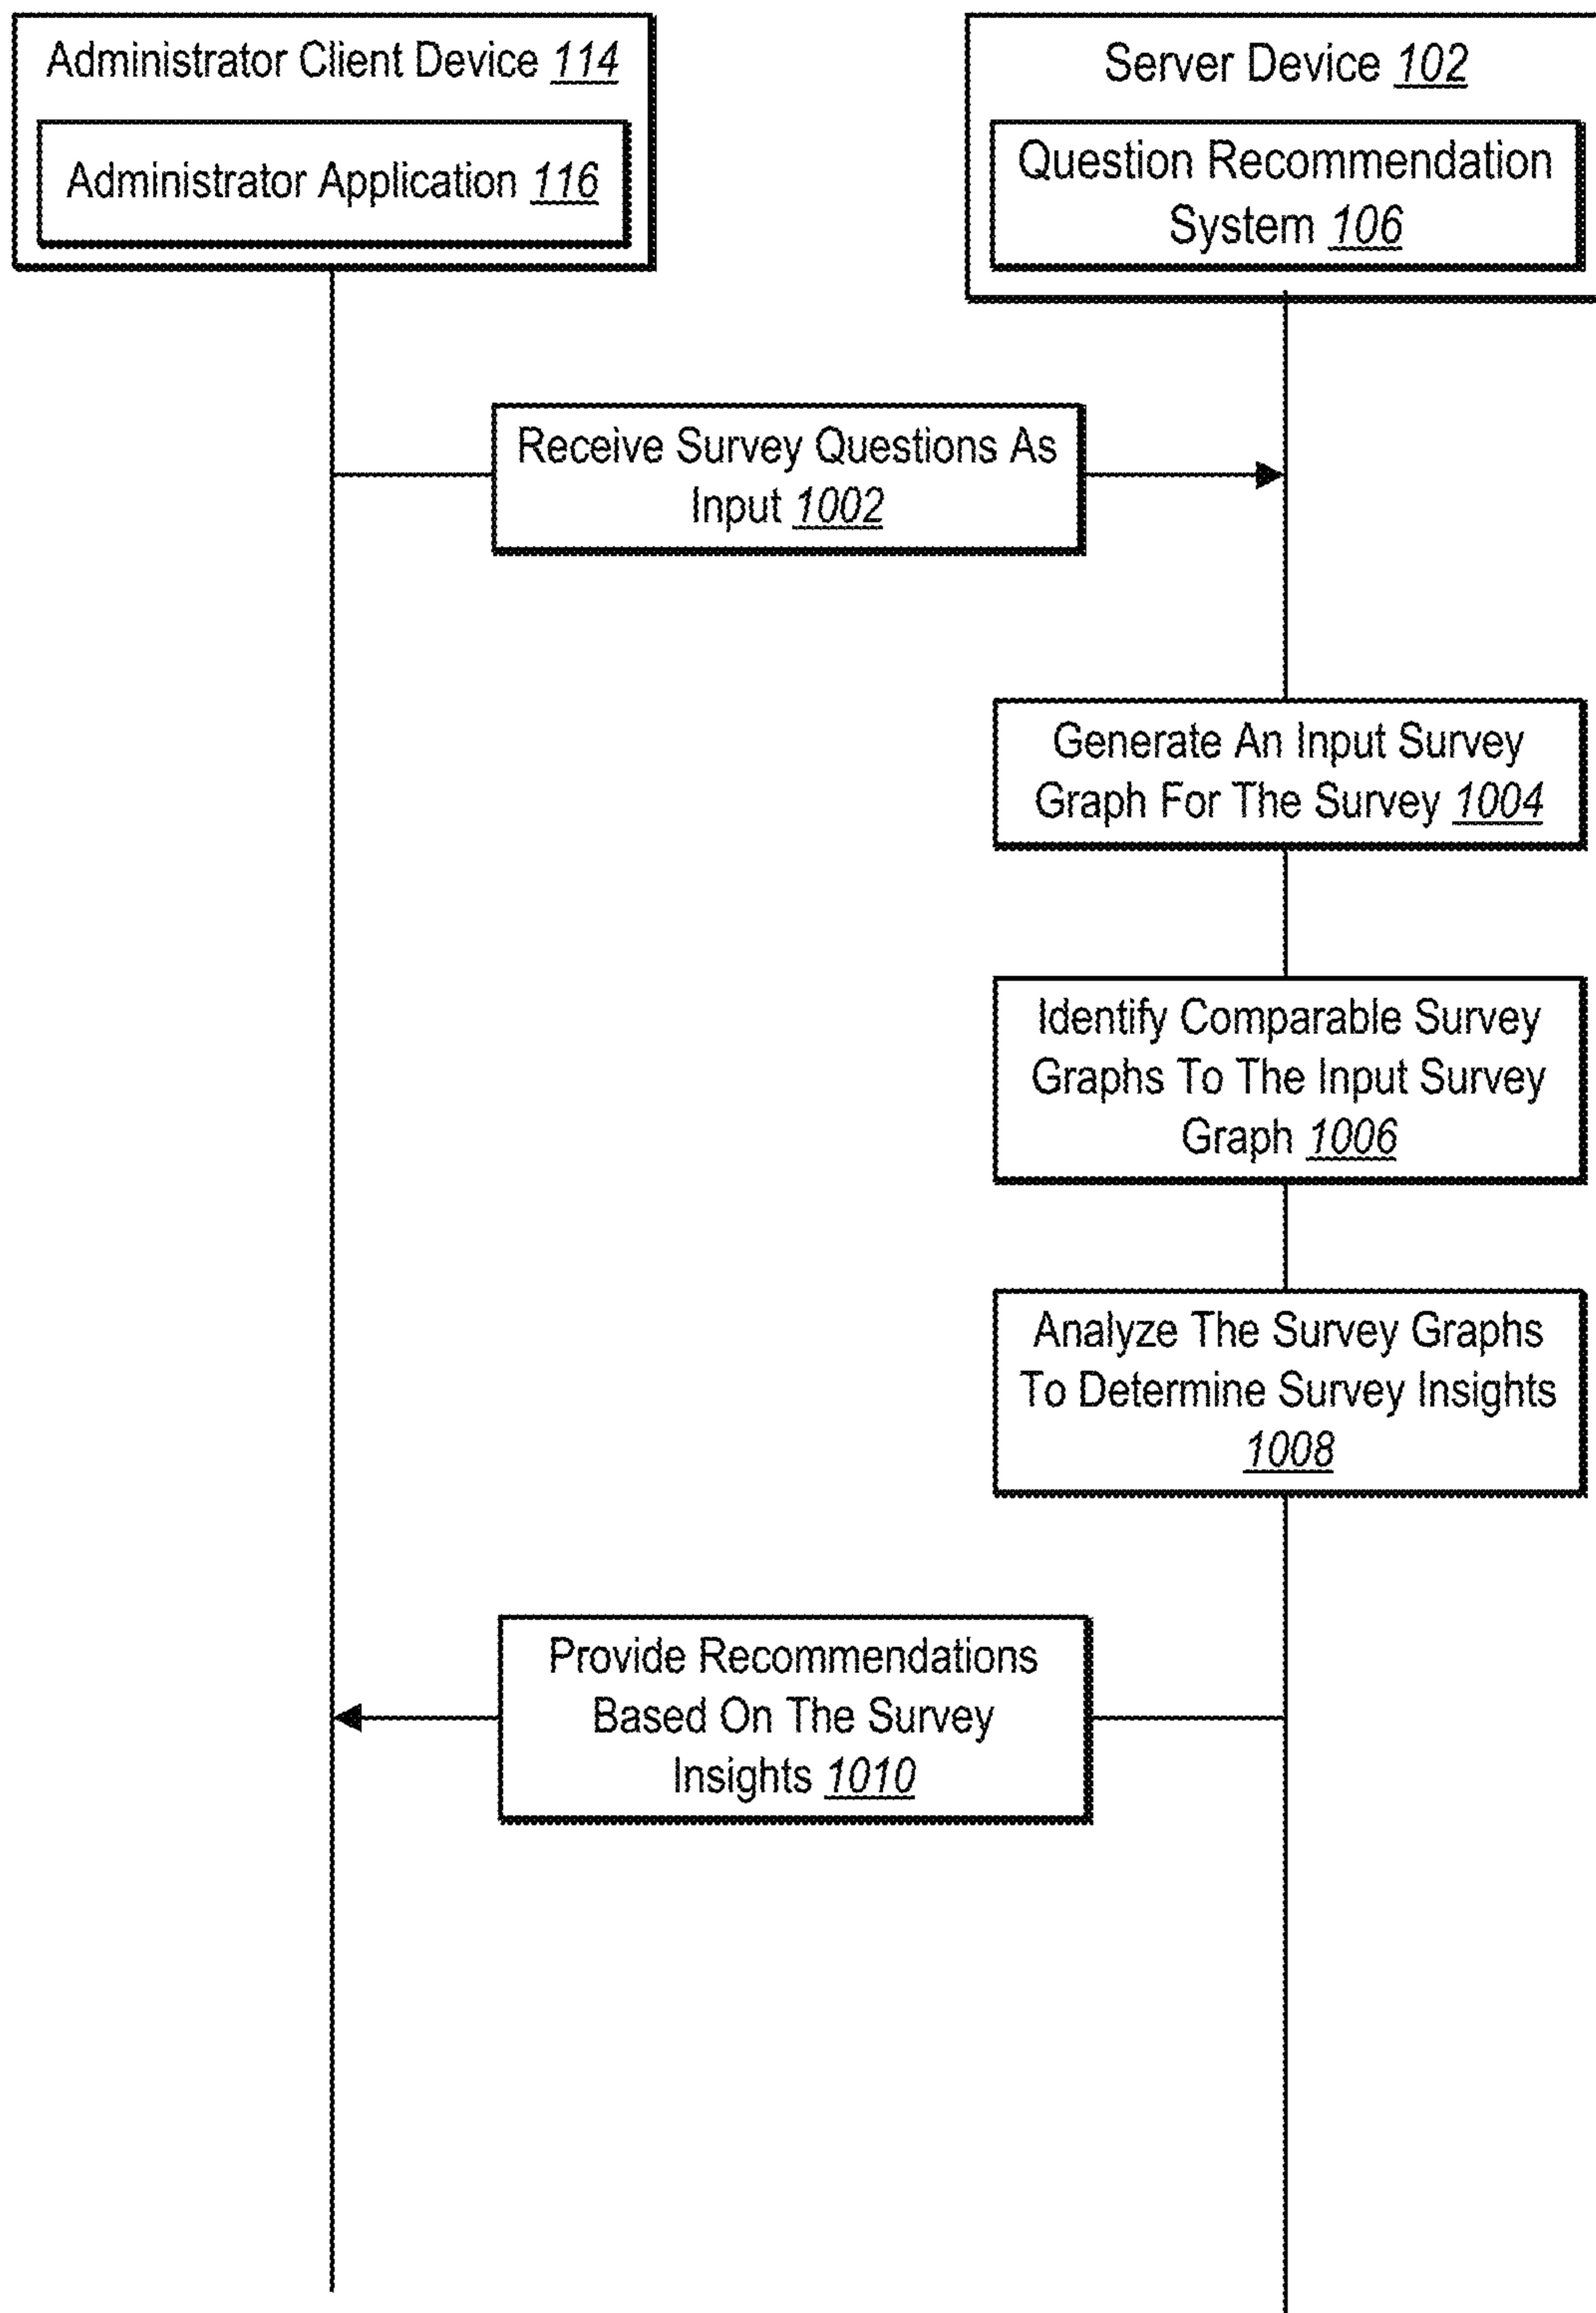 Administrator Client Device 114
Administrator Application 116
Server Device 102
Question Recommendation
System 106
Receive Survey Questions As
Input 1002
Generate An Input Survey
Graph For The Survey 1004
Identify Comparable Survey
Graphs To The Input Survey
Graph 1006
Analyze The Survey Graphs
To Determine Survey Insights
1008
Provide Recommendations
Based On The Survey
Insights 1010